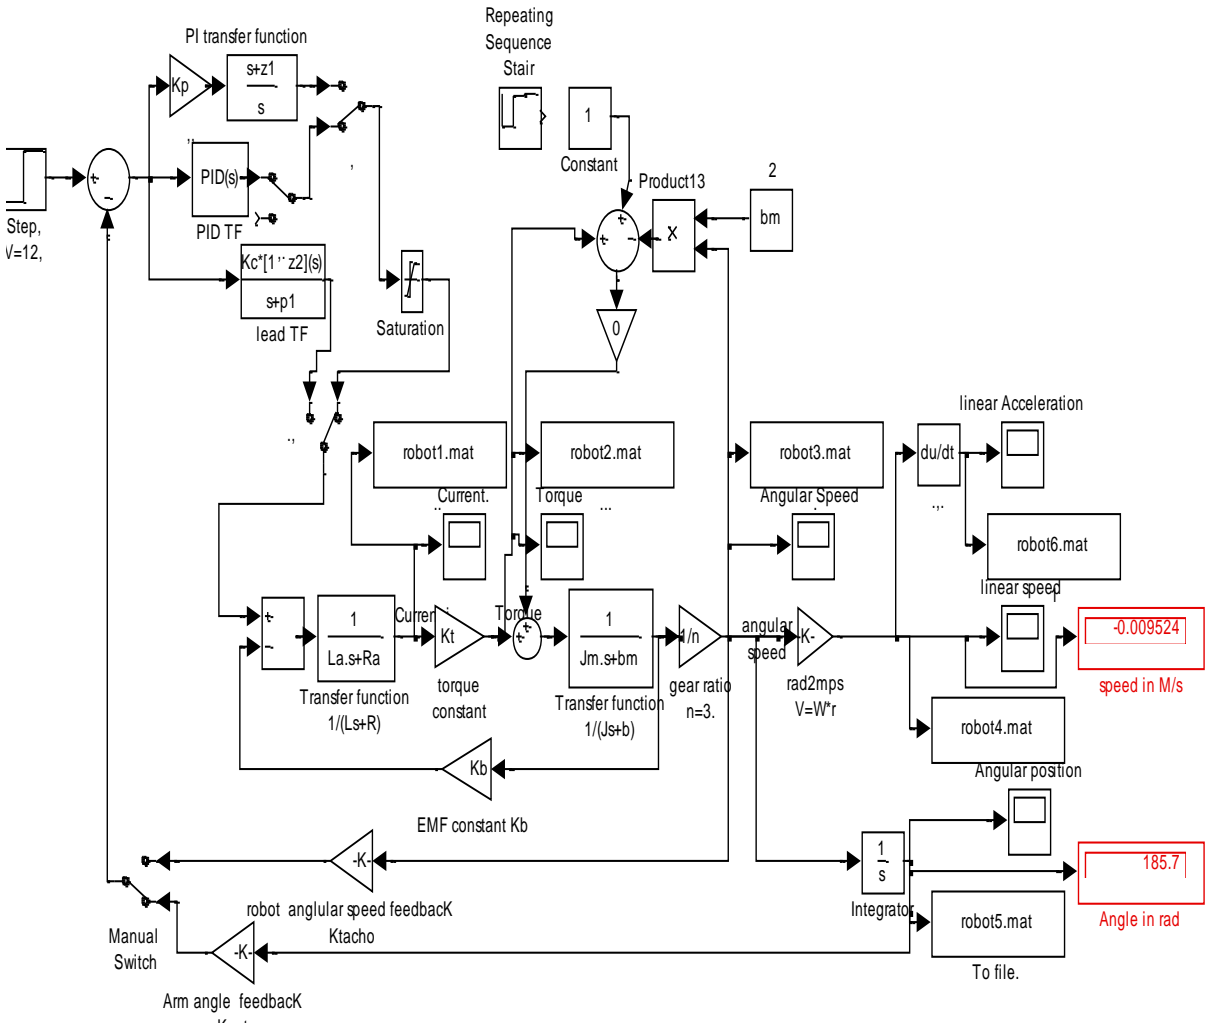 Repeating
Sequence
Stair
PI transfer function
Kp
s+z1
s
1
Constant
2
Product13
bm
x
PID(s)
PID TF
Step,
V=12,
Kc*[1 z2](s)
s+p1
lead TF
Saturation
0
linear Acceleration
robot1.mat
robot2.mat
robot3.mat
du/dt
Current.
Torque
...
Angular Speed
robot6.mat
linear speed
-0.009524
speed in M/s
1
La.s+Ra
Transfer function
1/(Ls+R)
Kt
torque
constant
Torque
1
Jm.s+bm
Transfer function
1/(Js+b)
1/n
gear ratio
n=3.
angular
speed
-K-
rad2mps
V=W*r
robot4.mat
Angular position
Kb
EMF constant Kb
-K-
robot anglular speed feedbacK
Ktacho
1
s
Integrator
185.7
Angle in rad
robot5.mat
To file.
Manual
Switch
-K-
Arm angle feedbacK